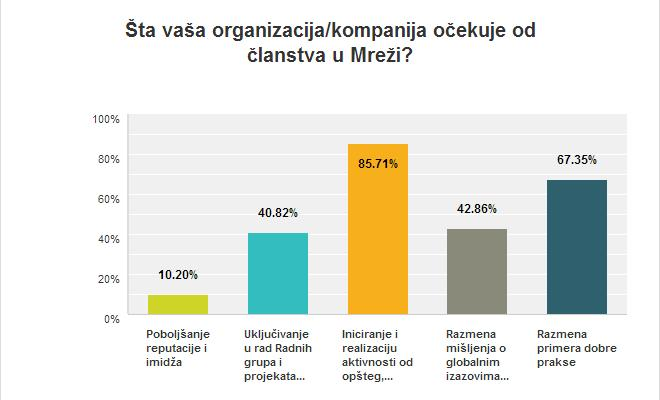 Šta vaša organizacija/kompanija očekuje od
članstva u Mreži?
100%
80%
60%
40%
20%
0%
10.20%
40.82%
85.71%
42.86%
67.35%
Poboljšanje
reputacije i
imidža
Uključivanje
u rad Radnih
grupa i
projekata...
Iniciranje i
realizaciju
aktivnosti od
opšteg,...
Razmena
mišljenja o
globalnim
izazovima...
Razmena
primera dobre
prakse